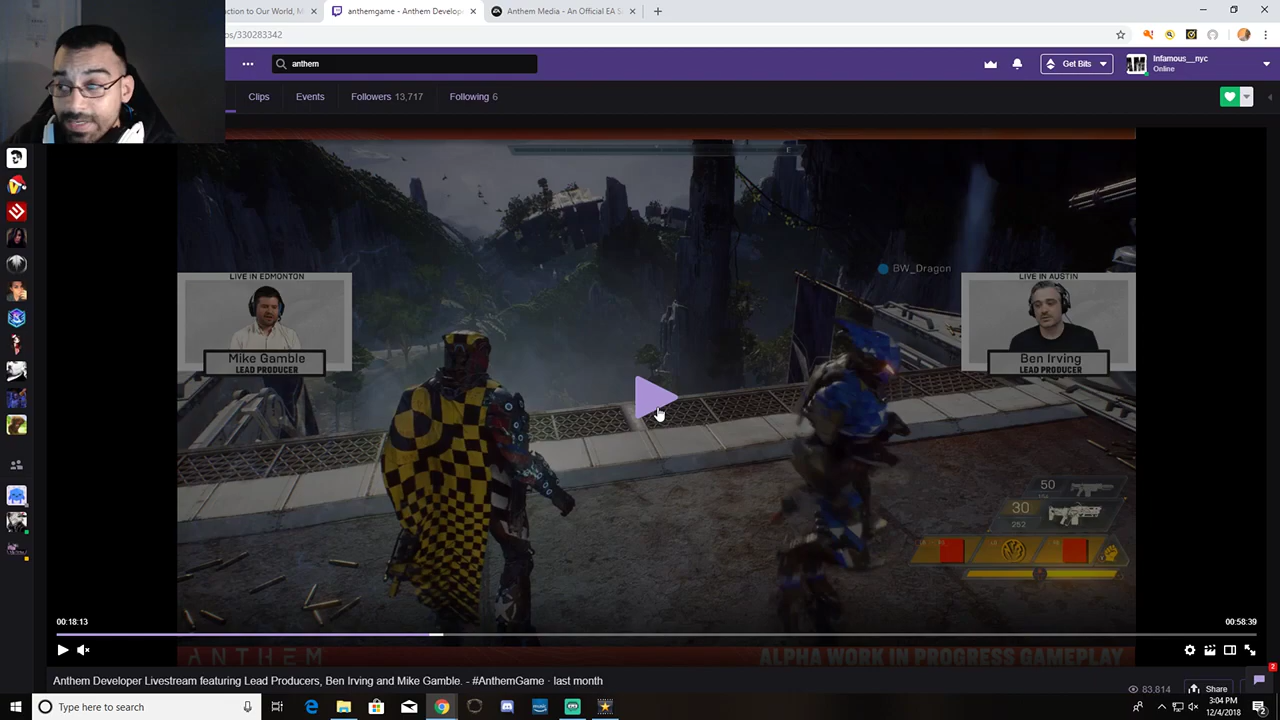 ction to Our World, M
anthemgame - Anthem Develop
Anthem Media - An Official EA S
os/330283342
anthem
Get Bits
Infamous__nyc
Online
Clips
Events
Followers 13,717
Following 6
E
BW_Dragon
LIVE IN EDMONTON
Mike Gamble
LEAD PRODUCER
LIVE IN AUSTIN
Ben Irving
LEAD PRODUCER
50
30
252
00:18:13
00:58:39
ANTHEM
ALPHA WORK IN PROGRESS GAMEPLAY
Anthem Developer Livestream featuring Lead Producers, Ben Irving and Mike Gamble. - #AnthemGame · last month
83,814
Share
2
Type here to search
3:04 PM
12/4/2018
2